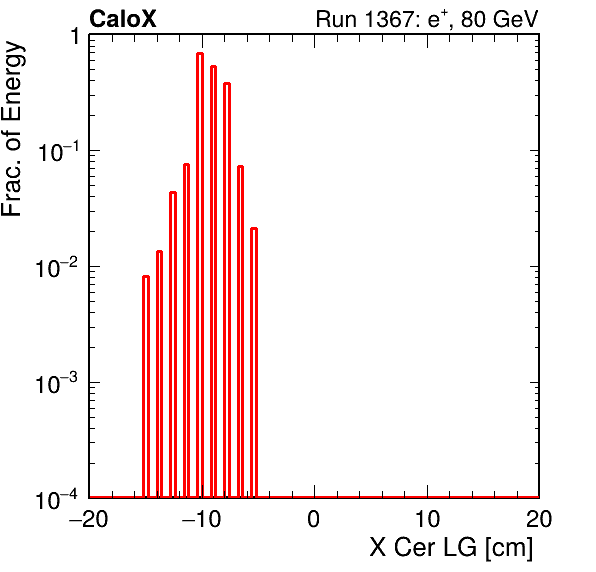 CaloX Run 1367: e⁺, 80 GeV
Frac. of Energy
1
10⁻¹
10⁻²
10⁻³
10⁻⁴
−20 −10 0 10 20
X Cer LG [cm]